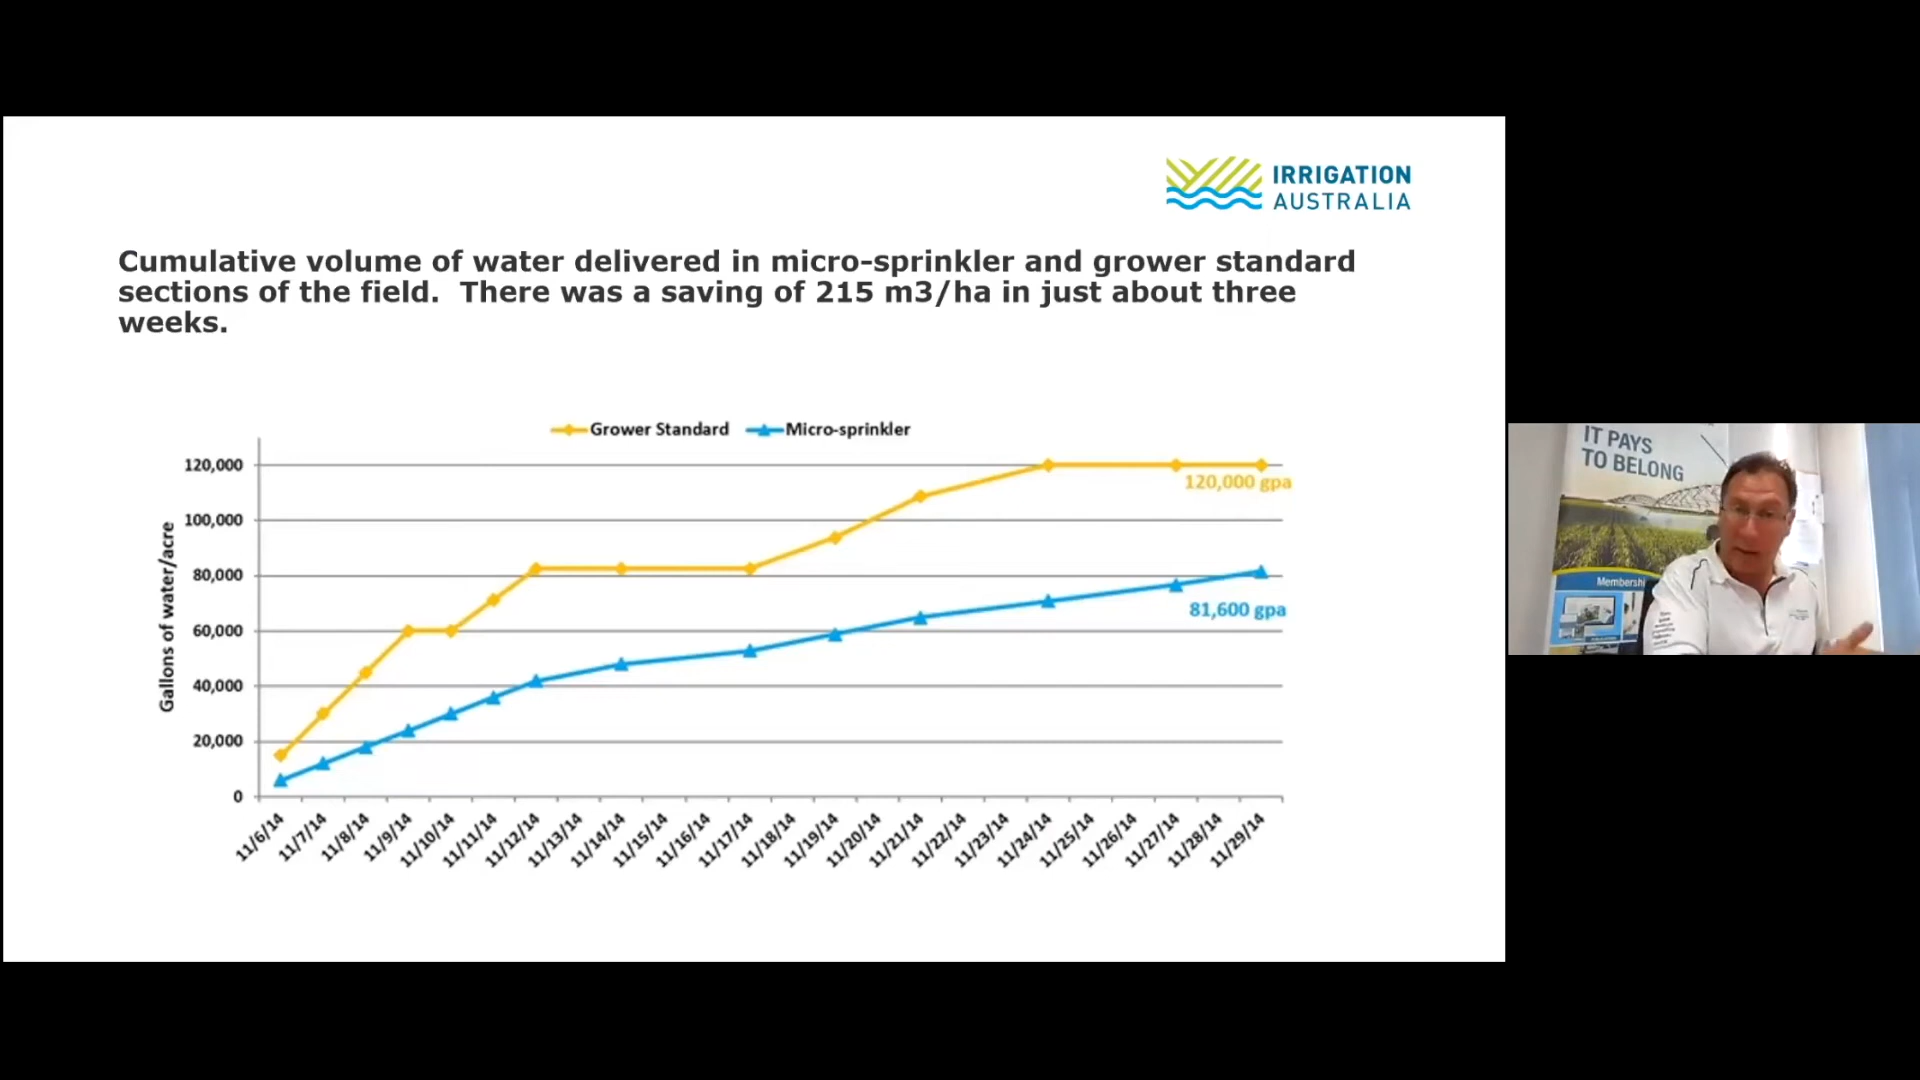 IRRIGATION
AUSTRALIA
Cumulative volume of water delivered in micro-sprinkler and grower standard
sections of the field.  There was a saving of 215 m3/ha in just about three
weeks.
Grower Standard
Micro-sprinkler
Gallons of water/acre
120,000
100,000
80,000
60,000
40,000
20,000
0
120,000 gpa
81,600 gpa
11/6/14
11/7/14
11/8/14
11/9/14
11/10/14
11/11/14
11/12/14
11/13/14
11/14/14
11/15/14
11/16/14
11/17/14
11/18/14
11/19/14
11/20/14
11/21/14
11/22/14
11/23/14
11/24/14
11/25/14
11/26/14
11/27/14
11/28/14
11/29/14
IT PAYS
TO BELONG
Membershi